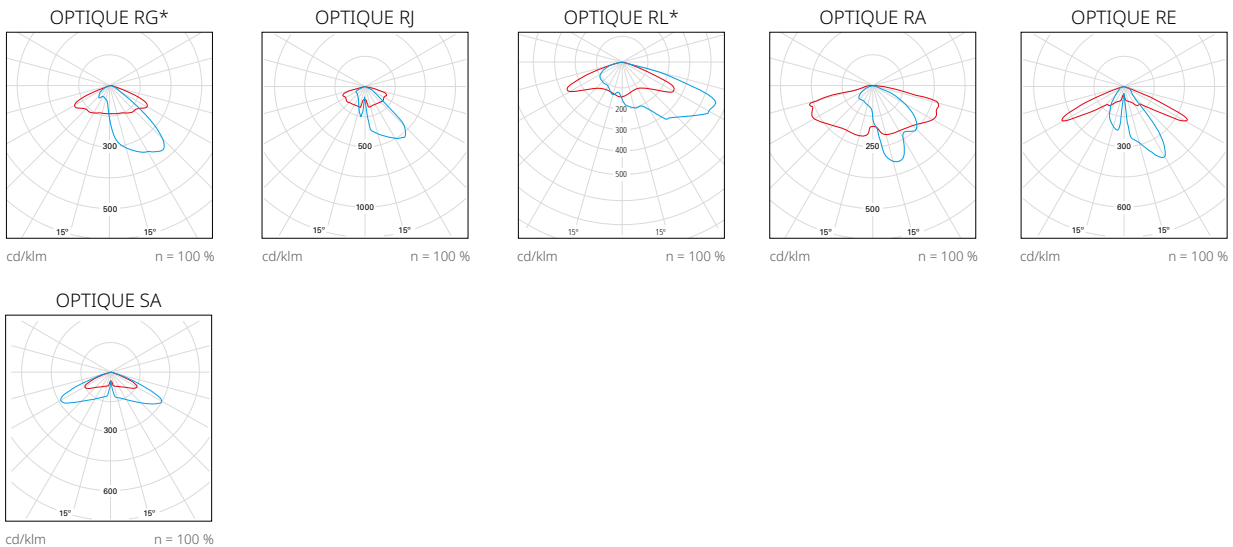 OPTIQUE RG*
300
500
15° 15°
cd/klm n = 100 %
OPTIQUE RJ
500
1000
15° 15°
cd/klm n = 100 %
OPTIQUE RL*
200
300
400
500
15° 15°
cd/klm n = 100 %
OPTIQUE RA
250
500
15° 15°
cd/klm n = 100 %
OPTIQUE RE
300
600
15° 15°
cd/klm n = 100 %
OPTIQUE SA
300
600
15° 15°
cd/klm n = 100 %